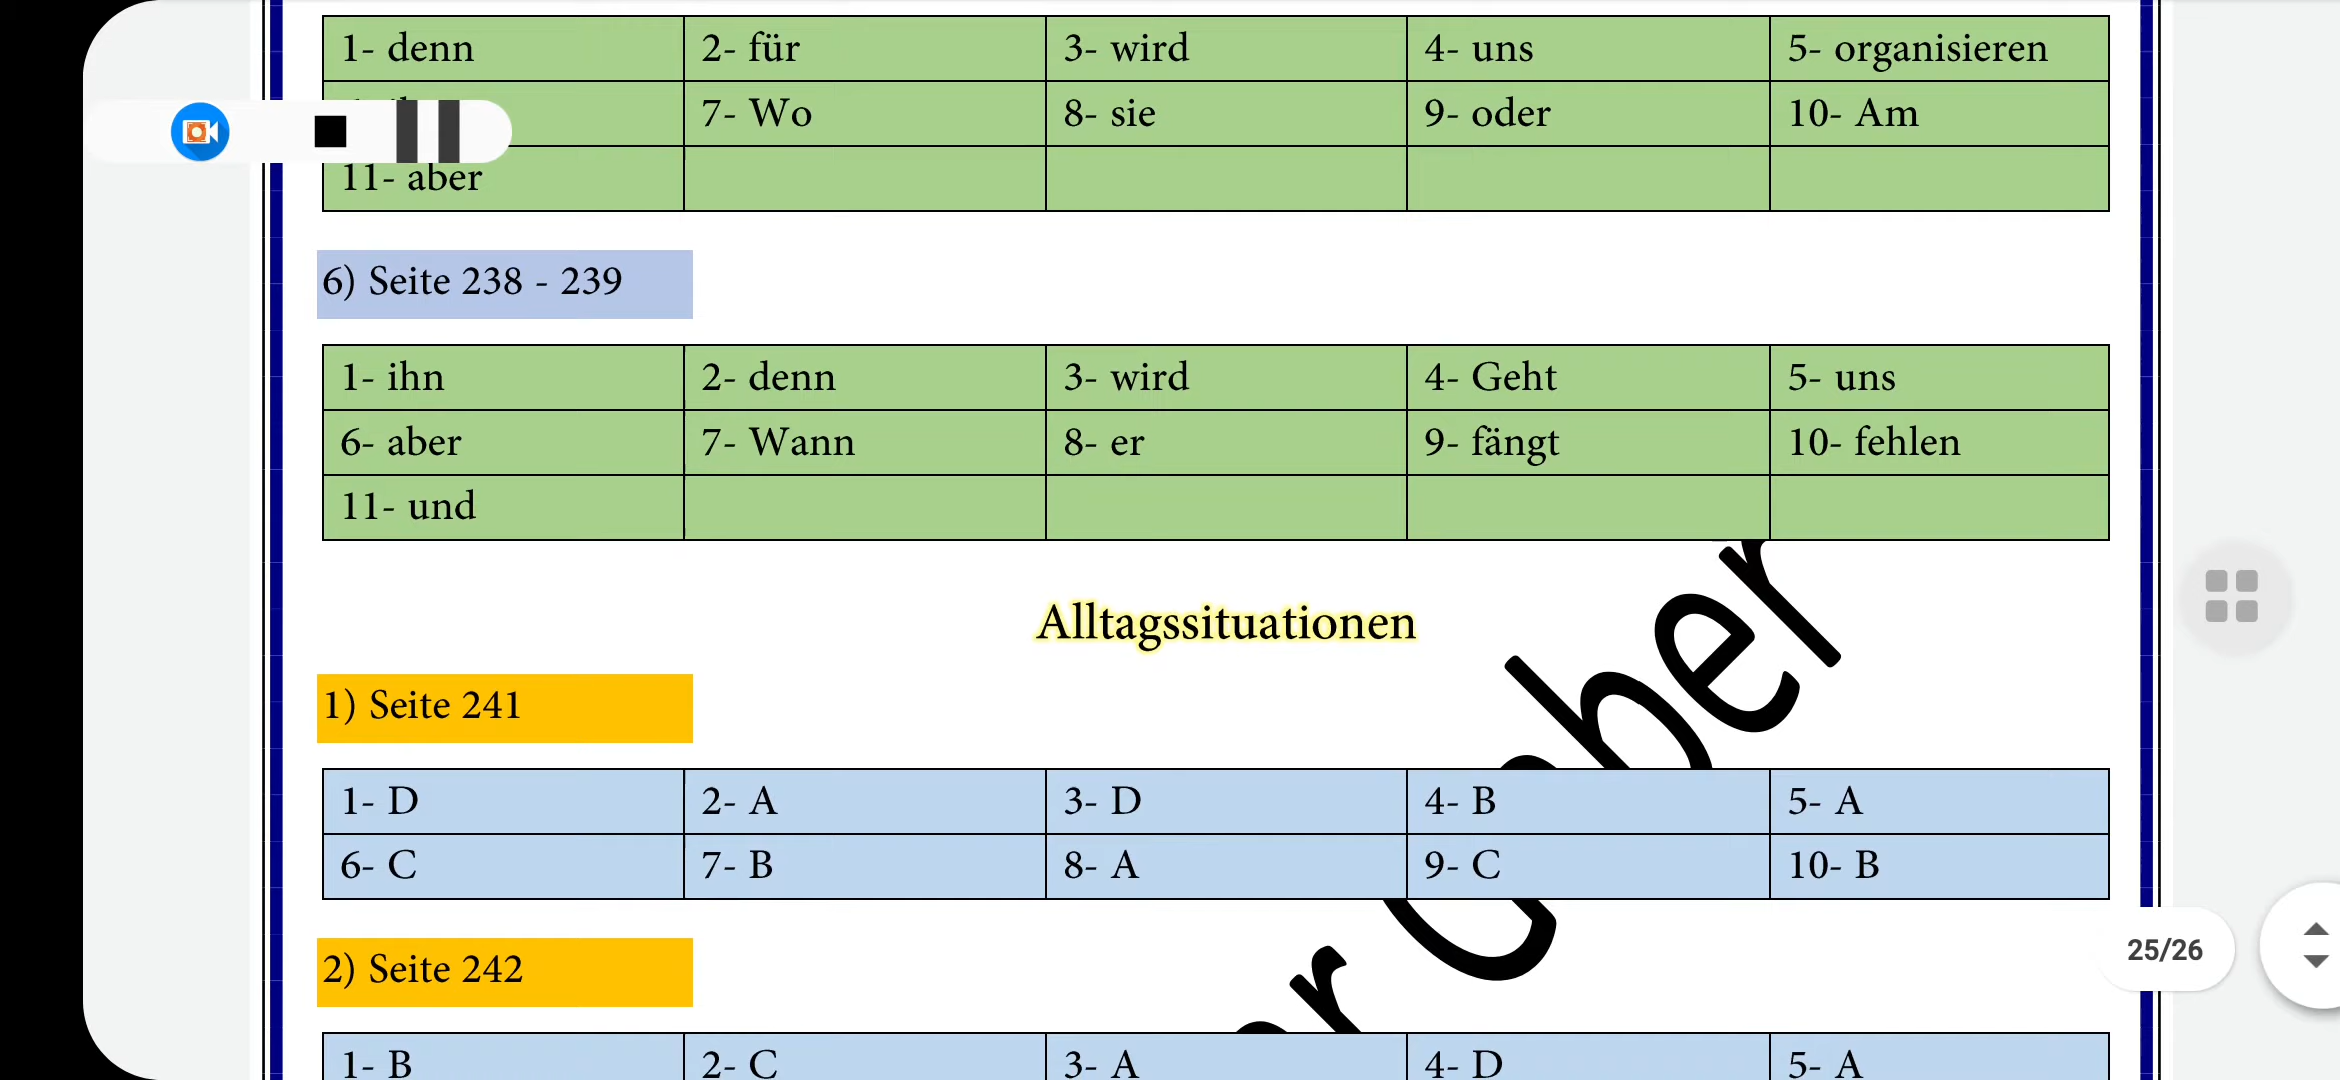 1- denn 2- für 3- wird 4- uns 5- organisieren
7- Wo 8- sie 9- oder 10- Am
11- aber
6) Seite 238 - 239
1- ihn 2- denn 3- wird 4- Geht 5- uns
6- aber 7- Wann 8- er 9- fängt 10- fehlen
11- und
Alltagssituationen
1) Seite 241
1- D 2- A 3- D 4- B 5- A
6- C 7- B 8- A 9- C 10- B
25/26
2) Seite 242
1- B 2- C 3- A 4- D 5- A